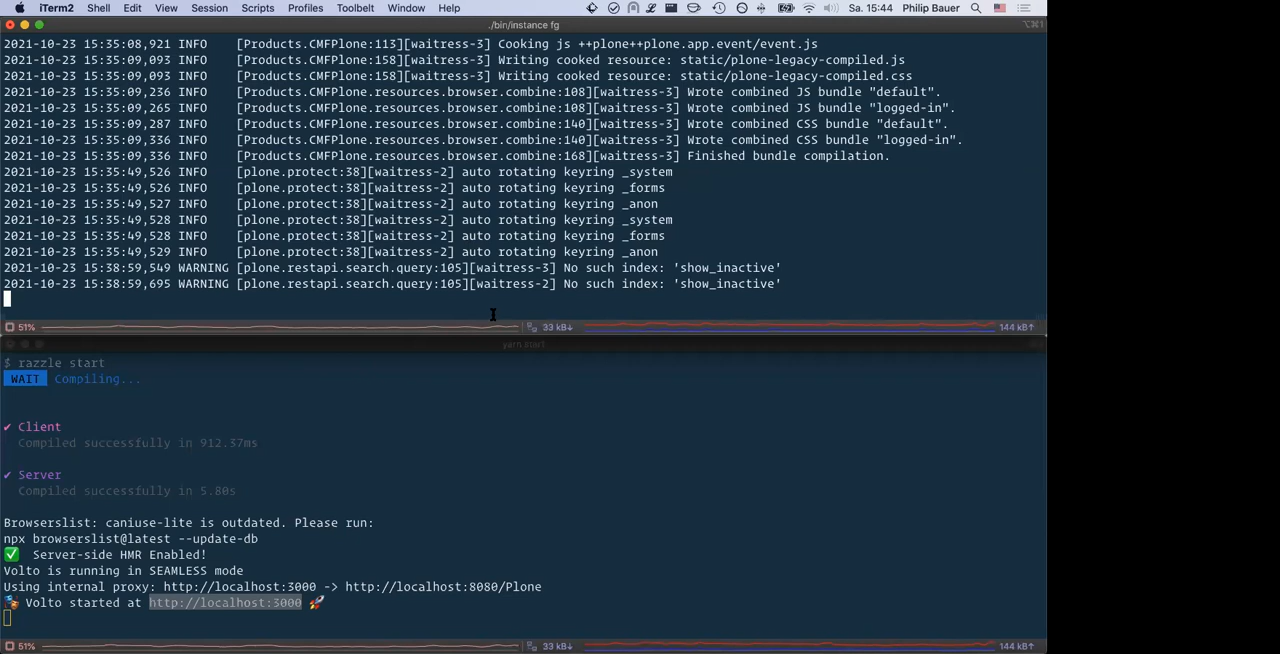 iTerm2 Shell Edit View Session Scripts Profiles Toolbelt Window Help Sa. 15:44 Philip Bauer
./bin/instance fg ⌥⌘1
2021-10-23 15:35:08,921 INFO [Products.CMFPlone:113][waitress-3] Cooking js ++plone++plone.app.event/event.js
2021-10-23 15:35:09,093 INFO [Products.CMFPlone:158][waitress-3] Writing cooked resource: static/plone-legacy-compiled.js
2021-10-23 15:35:09,093 INFO [Products.CMFPlone:158][waitress-3] Writing cooked resource: static/plone-legacy-compiled.css
2021-10-23 15:35:09,236 INFO [Products.CMFPlone.resources.browser.combine:108][waitress-3] Wrote combined JS bundle "default".
2021-10-23 15:35:09,265 INFO [Products.CMFPlone.resources.browser.combine:108][waitress-3] Wrote combined JS bundle "logged-in".
2021-10-23 15:35:09,287 INFO [Products.CMFPlone.resources.browser.combine:140][waitress-3] Wrote combined CSS bundle "default".
2021-10-23 15:35:09,336 INFO [Products.CMFPlone.resources.browser.combine:140][waitress-3] Wrote combined CSS bundle "logged-in".
2021-10-23 15:35:09,336 INFO [Products.CMFPlone.resources.browser.combine:168][waitress-3] Finished bundle compilation.
2021-10-23 15:35:49,526 INFO [plone.protect:38][waitress-2] auto rotating keyring _system
2021-10-23 15:35:49,526 INFO [plone.protect:38][waitress-2] auto rotating keyring _forms
2021-10-23 15:35:49,527 INFO [plone.protect:38][waitress-2] auto rotating keyring _anon
2021-10-23 15:35:49,528 INFO [plone.protect:38][waitress-2] auto rotating keyring _system
2021-10-23 15:35:49,528 INFO [plone.protect:38][waitress-2] auto rotating keyring _forms
2021-10-23 15:35:49,529 INFO [plone.protect:38][waitress-2] auto rotating keyring _anon
2021-10-23 15:38:59,549 WARNING [plone.restapi.search.query:105][waitress-3] No such index: 'show_inactive'
2021-10-23 15:38:59,695 WARNING [plone.restapi.search.query:105][waitress-2] No such index: 'show_inactive'
51% 33 kB↓ 144 kB↑
yarn start
$ razzle start
WAIT Compiling...
✔ Client
Compiled successfully in 912.37ms
✔ Server
Compiled successfully in 5.80s
Browserslist: caniuse-lite is outdated. Please run:
npx browserslist@latest --update-db
✅ Server-side HMR Enabled!
Volto is running in SEAMLESS mode
Using internal proxy: http://localhost:3000 -> http://localhost:8080/Plone
🎭 Volto started at http://localhost:3000 🚀
51% 33 kB↓ 144 kB↑